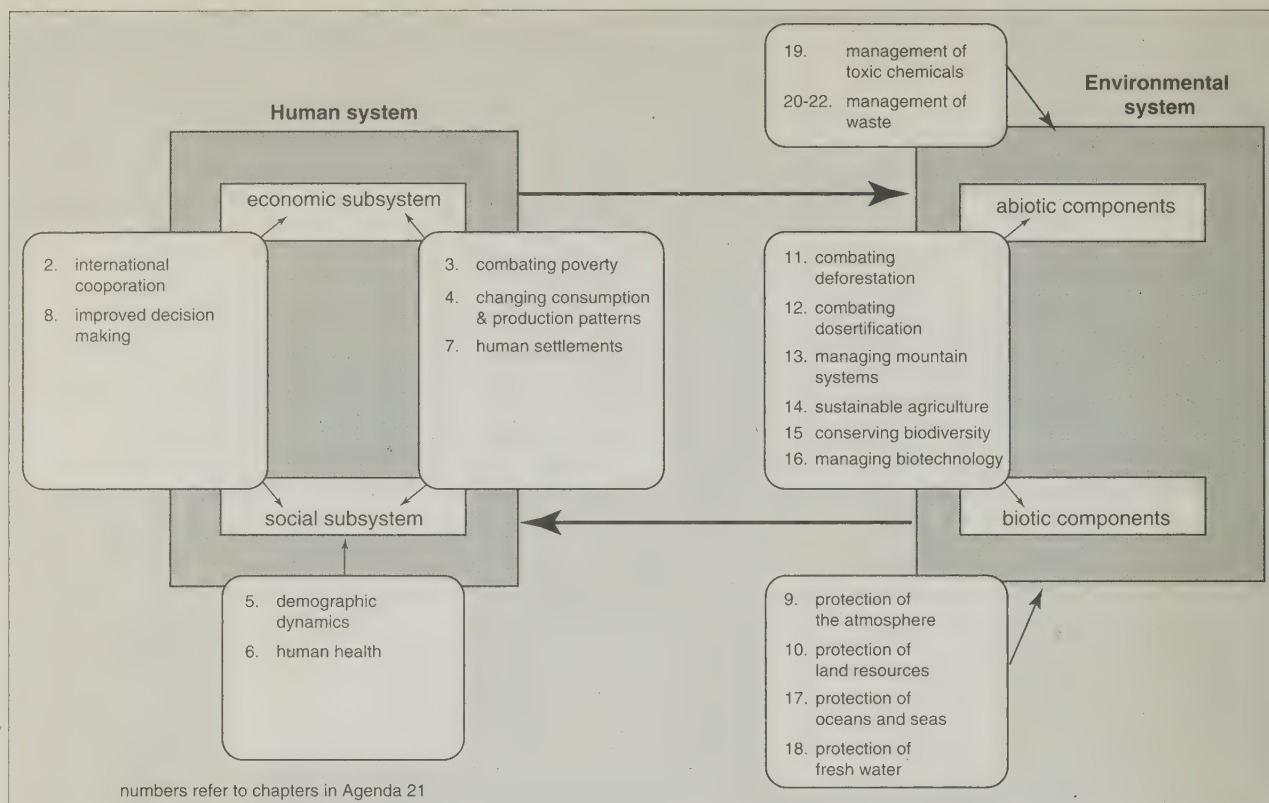 Human system
economic subsystem
2. international
cooporation
8. improved decision
making
3. combating poverty
4. changing consumption
& production patterns
7. human settlements
social subsystem
5. demographic
dynamics
6. human health
numbers refer to chapters in Agenda 21
19. management of
toxic chemicals
20-22. management of
waste
Environmental
system
abiotic components
11. combating
deforestation
12. combating
dosertification
13. managing mountain
systems
14. sustainable agriculture
15 conserving biodiversity
16. managing biotechnology
biotic components
9. protection of
the atmosphere
10. protection of
land resources
17. protection of
oceans and seas
18. protection of
fresh water